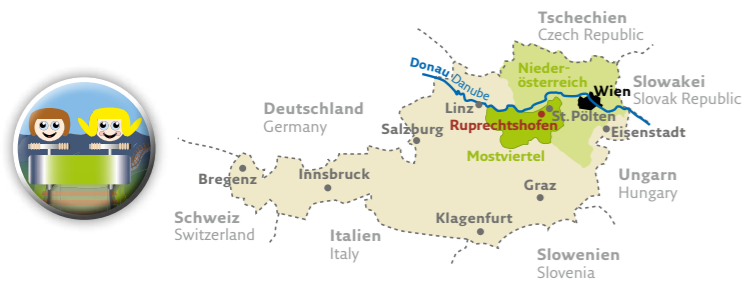 Tschechien
Czech Republic
Donau
Danube
Nieder-
österreich
Wien
Slowakei
Slovak Republic
Linz
St.Pölten
Deutschland
Germany
Salzburg
Ruprechtshofen
Eisenstadt
Mostviertel
Bregenz
Innsbruck
Graz
Ungarn
Hungary
Schweiz
Switzerland
Klagenfurt
Italien
Italy
Slowenien
Slovenia